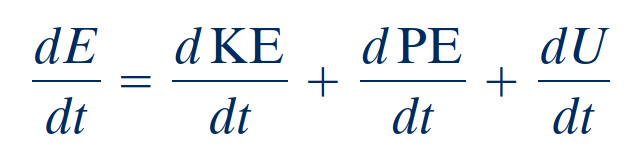 dE/dt = d KE/dt + d PE/dt + dU/dt